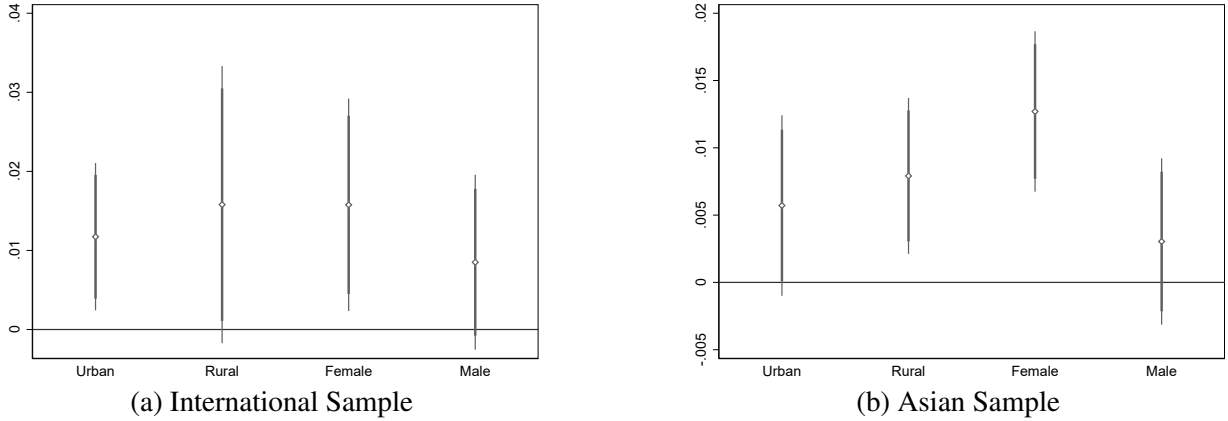 .04
.03
.02
.01
0
Urban Rural Female Male
(a) International Sample
.02
.015
.01
.005
0
-.005
Urban Rural Female Male
(b) Asian Sample